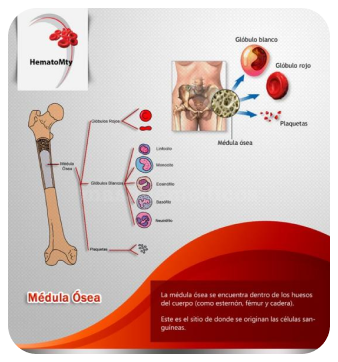 HematoMty
Glóbulo blanco
Glóbulo rojo
Plaquetas
Médula ósea
Glóbulos Rojos
Médula
Ósea
Glóbulos Blancos
Linfocito
Monocito
Eosinófilo
Basófilo
Neutrófilo
Plaquetas
Médula Ósea
La médula ósea se encuentra dentro de los huesos
del cuerpo (como esternón, fémur y cadera).
Este es el sitio de donde se originan las células san-
guíneas.